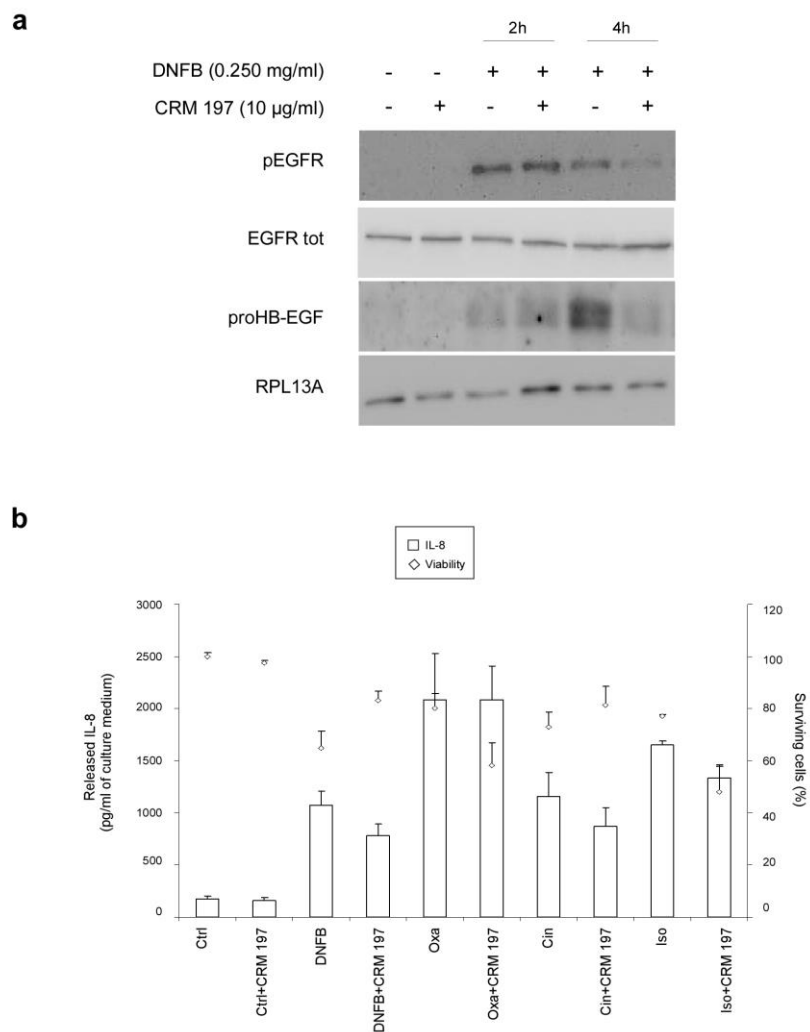 a
2h 4h
DNFB (0.250 mg/ml) - - + + + +
CRM 197 (10 µg/ml) - + - + - +
pEGFR
EGFR tot
proHB-EGF
RPL13A
b
IL-8
Viability
Released IL-8
(pg/ml of culture medium)
3000
2500
2000
1500
1000
500
0
120
100
80
60
40
20
0
Surviving cells (%)
Ctrl
Ctrl+CRM 197
DNFB
DNFB+CRM 197
Oxa
Oxa+CRM 197
Cin
Cin+CRM 197
Iso
Iso+CRM 197